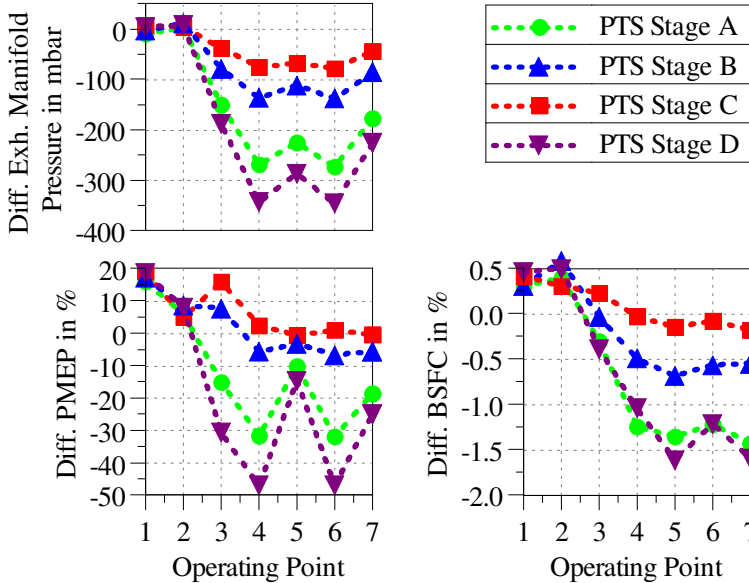 Diff. Exh. Manifold
Pressure in mbar
0
-100
-200
-300
-400
PTS Stage A
PTS Stage B
PTS Stage C
PTS Stage D
Diff. PMEP in %
20
10
0
-10
-20
-30
-40
-50
1 2 3 4 5 6 7
Operating Point
Diff. BSFC in %
0.5
0.0
-0.5
-1.0
-1.5
-2.0
1 2 3 4 5 6 7
Operating Point